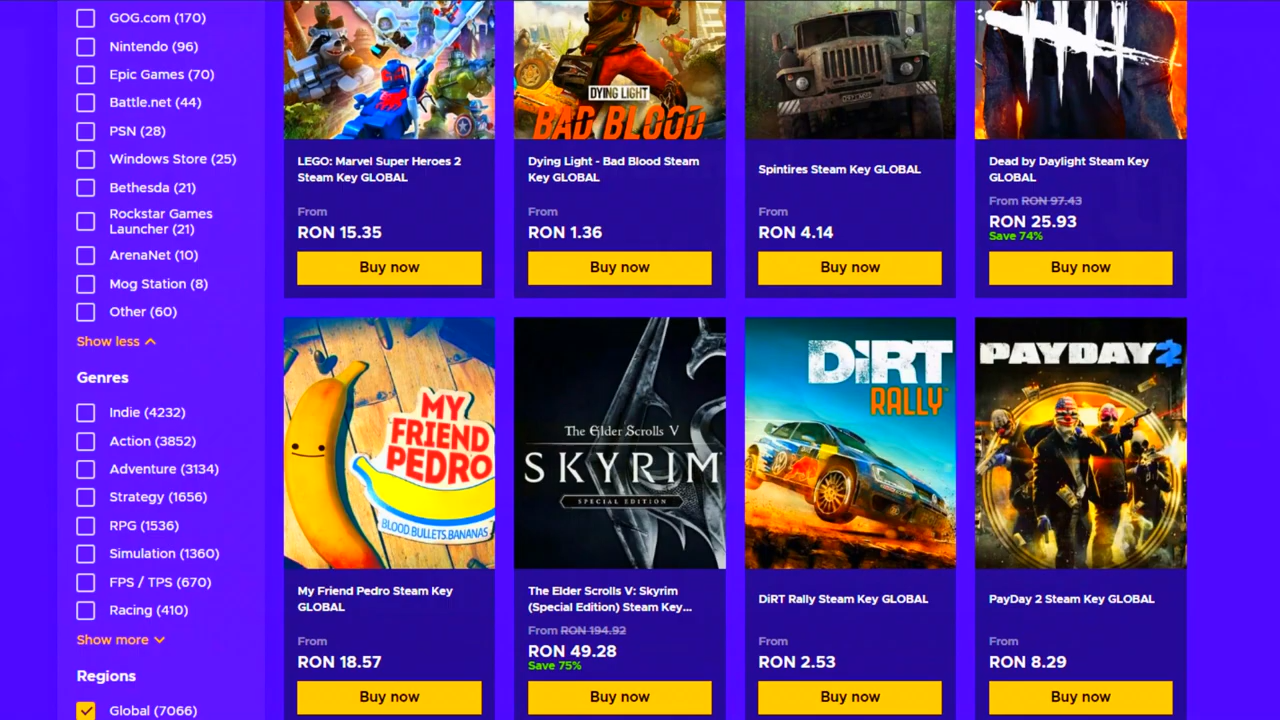 GOG.com (170)
Nintendo (96)
Epic Games (70)
Battle.net (44)
PSN (28)
Windows Store (25)
Bethesda (21)
Rockstar Games
Launcher (21)
ArenaNet (10)
Mog Station (8)
Other (60)
Show less
Genres
Indie (4232)
Action (3852)
Adventure (3134)
Strategy (1656)
RPG (1536)
Simulation (1360)
FPS / TPS (670)
Racing (410)
Show more
Regions
Global (7066)
LEGO: Marvel Super Heroes 2
Steam Key GLOBAL
From
RON 15.35
Buy now
DYING LIGHT
BAD BLOOD
Dying Light - Bad Blood Steam
Key GLOBAL
From
RON 1.36
Buy now
Spintires Steam Key GLOBAL
From
RON 4.14
Buy now
Dead by Daylight Steam Key
GLOBAL
From RON 97.43
RON 25.93
Save 74%
Buy now
MY
FRIEND
PEDRO
BLOOD BULLETS BANANAS
My Friend Pedro Steam Key
GLOBAL
From
RON 18.57
Buy now
The Elder Scrolls V
SKYRIM
SPECIAL EDITION
The Elder Scrolls V: Skyrim
(Special Edition) Steam Key...
From RON 194.92
RON 49.28
Save 75%
Buy now
DiRT
RALLY
DiRT Rally Steam Key GLOBAL
From
RON 2.53
Buy now
PAYDAY 2
PayDay 2 Steam Key GLOBAL
From
RON 8.29
Buy now